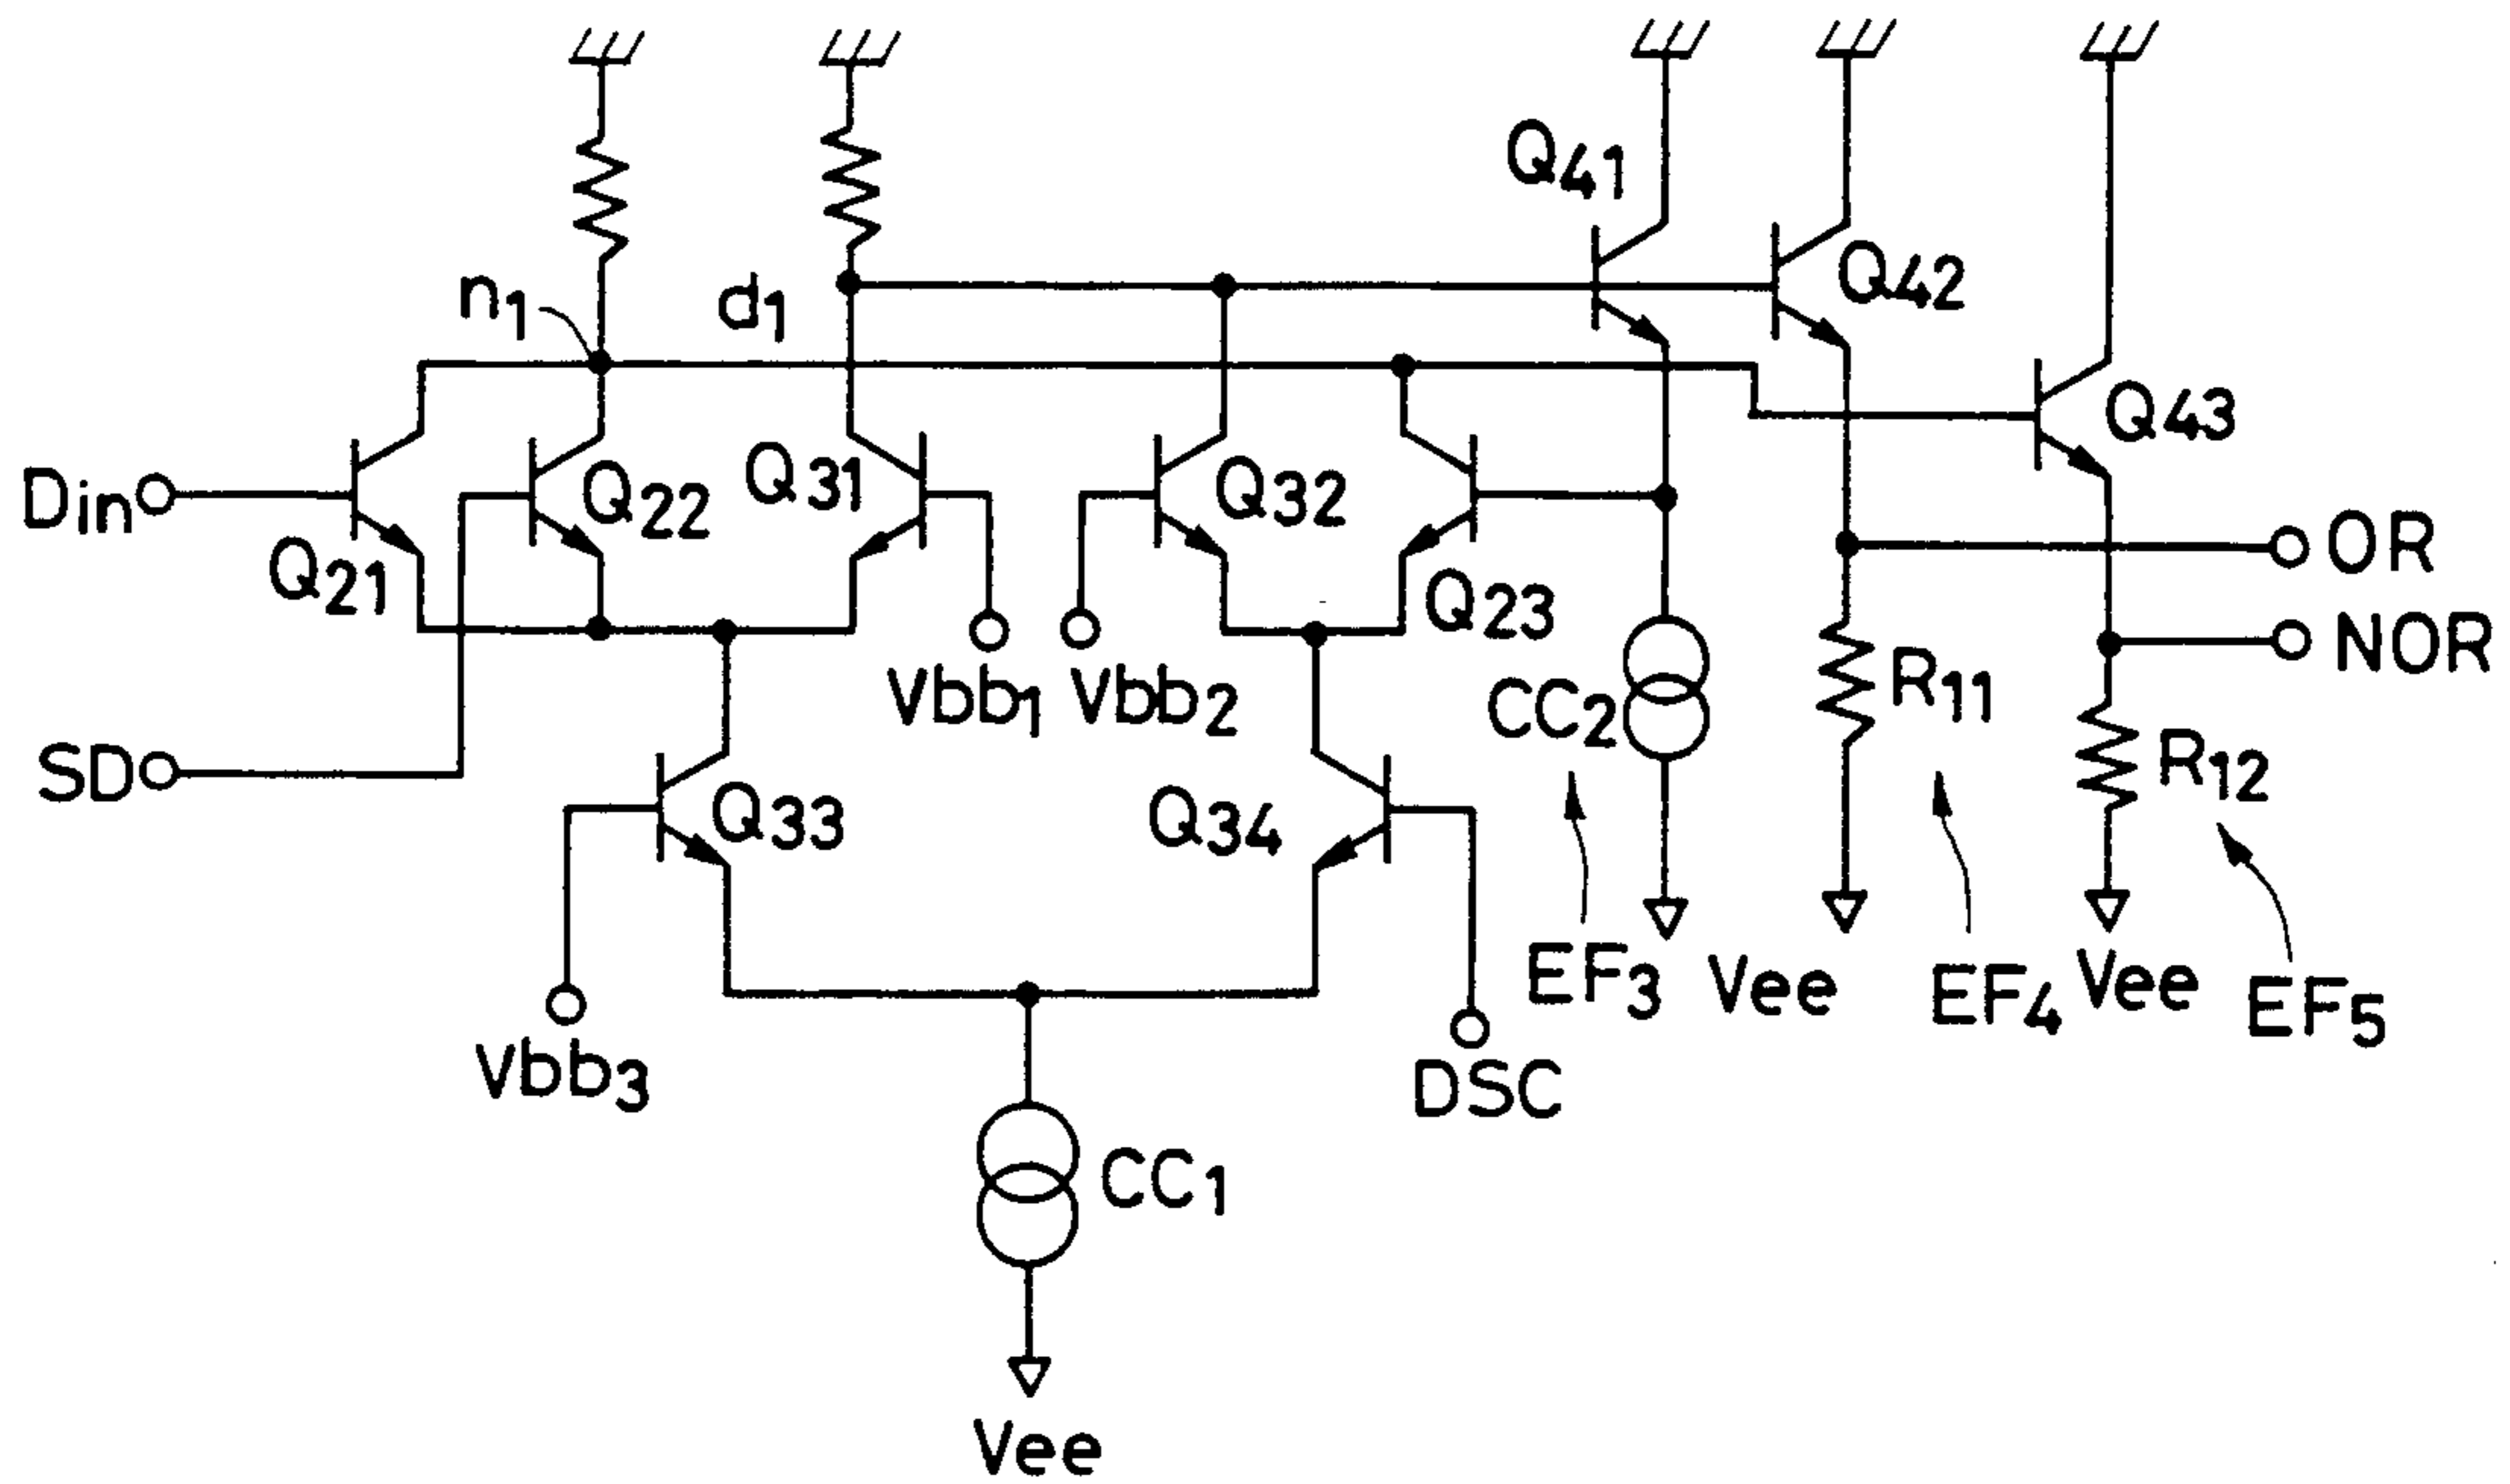 Q41
Q42
n1
d1
Q43
Din
Q22
Q31
Q32
Q21
Q23
OR
NOR
Vbb1
Vbb2
CC2
R11
SD
R12
Q33
Q34
EF3
Vee
EF4
Vee
EF5
Vbb3
DSC
CC1
Vee